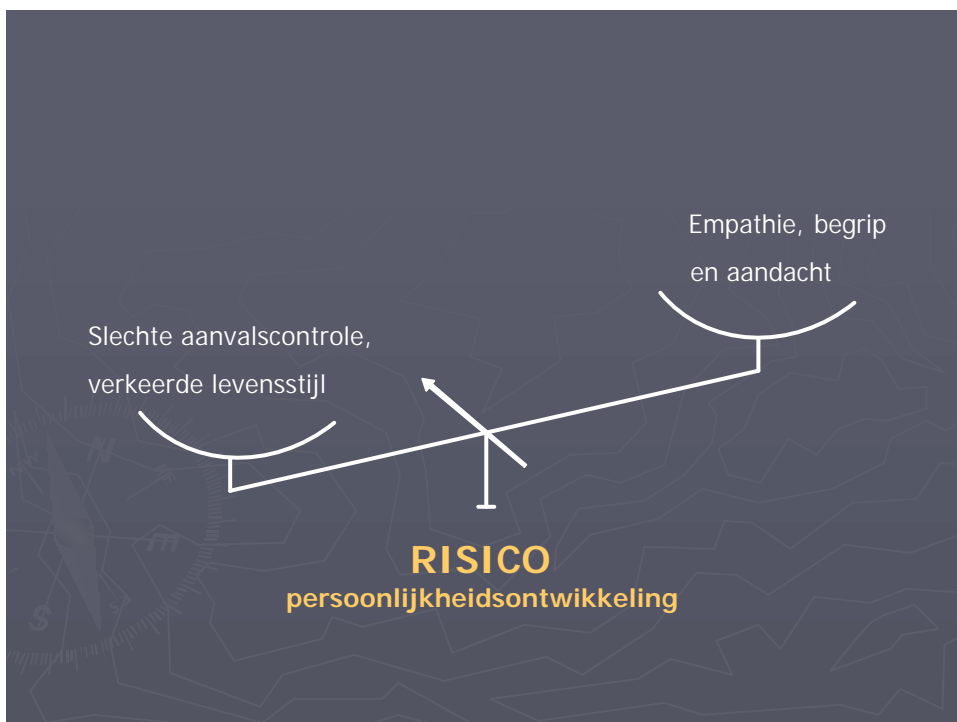 Empathie, begrip
en aandacht
Slechte aanvalscontrole,
verkeerde levensstijl
N
E
S
RISICO
persoonlijkheidsontwikkeling